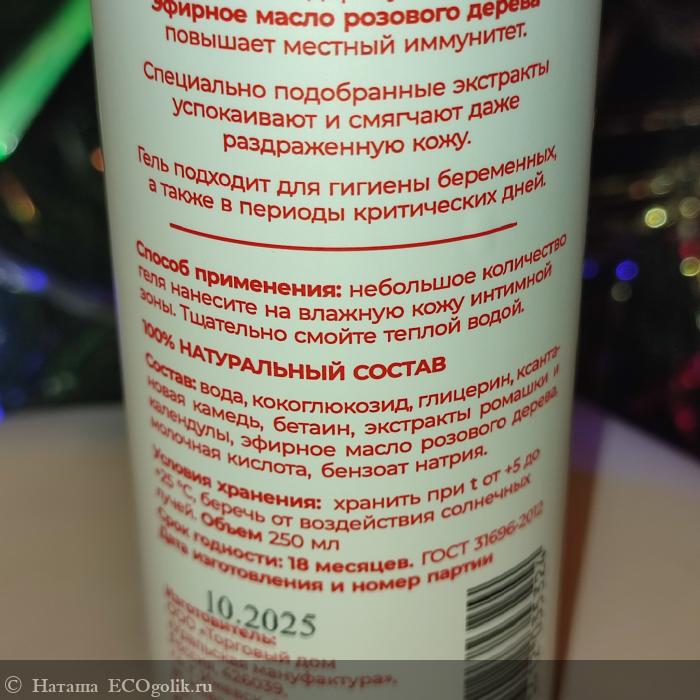 Эфирное масло розового дерева
повышает местный иммунитет.
Специально подобранные экстракты
успокаивают и смягчают даже
раздраженную кожу.
Гель подходит для гигиены беременных,
а также в периоды критических дней.
Способ применения: небольшое количество
геля нанесите на влажную кожу интимной
зоны. Тщательно смойте теплой водой.
100% НАТУРАЛЬНЫЙ СОСТАВ
Состав: вода, кокоглюкозид, глицерин, ксанта-
новая камедь, бетаин, экстракты ромашки и
календулы, эфирное масло розового дерева,
молочная кислота, бензоат натрия.
Условия хранения: хранить при t от +5 до
+25 °С, беречь от воздействия солнечных
лучей. Объем 250 мл
Срок годности: 18 месяцев. ГОСТ 31696-2012
Дата изготовления и номер партии
10.2025
Изготовитель:
ООО «Торговый дом
мануфактура»,
426039,
Наташа ECOgolik.ru